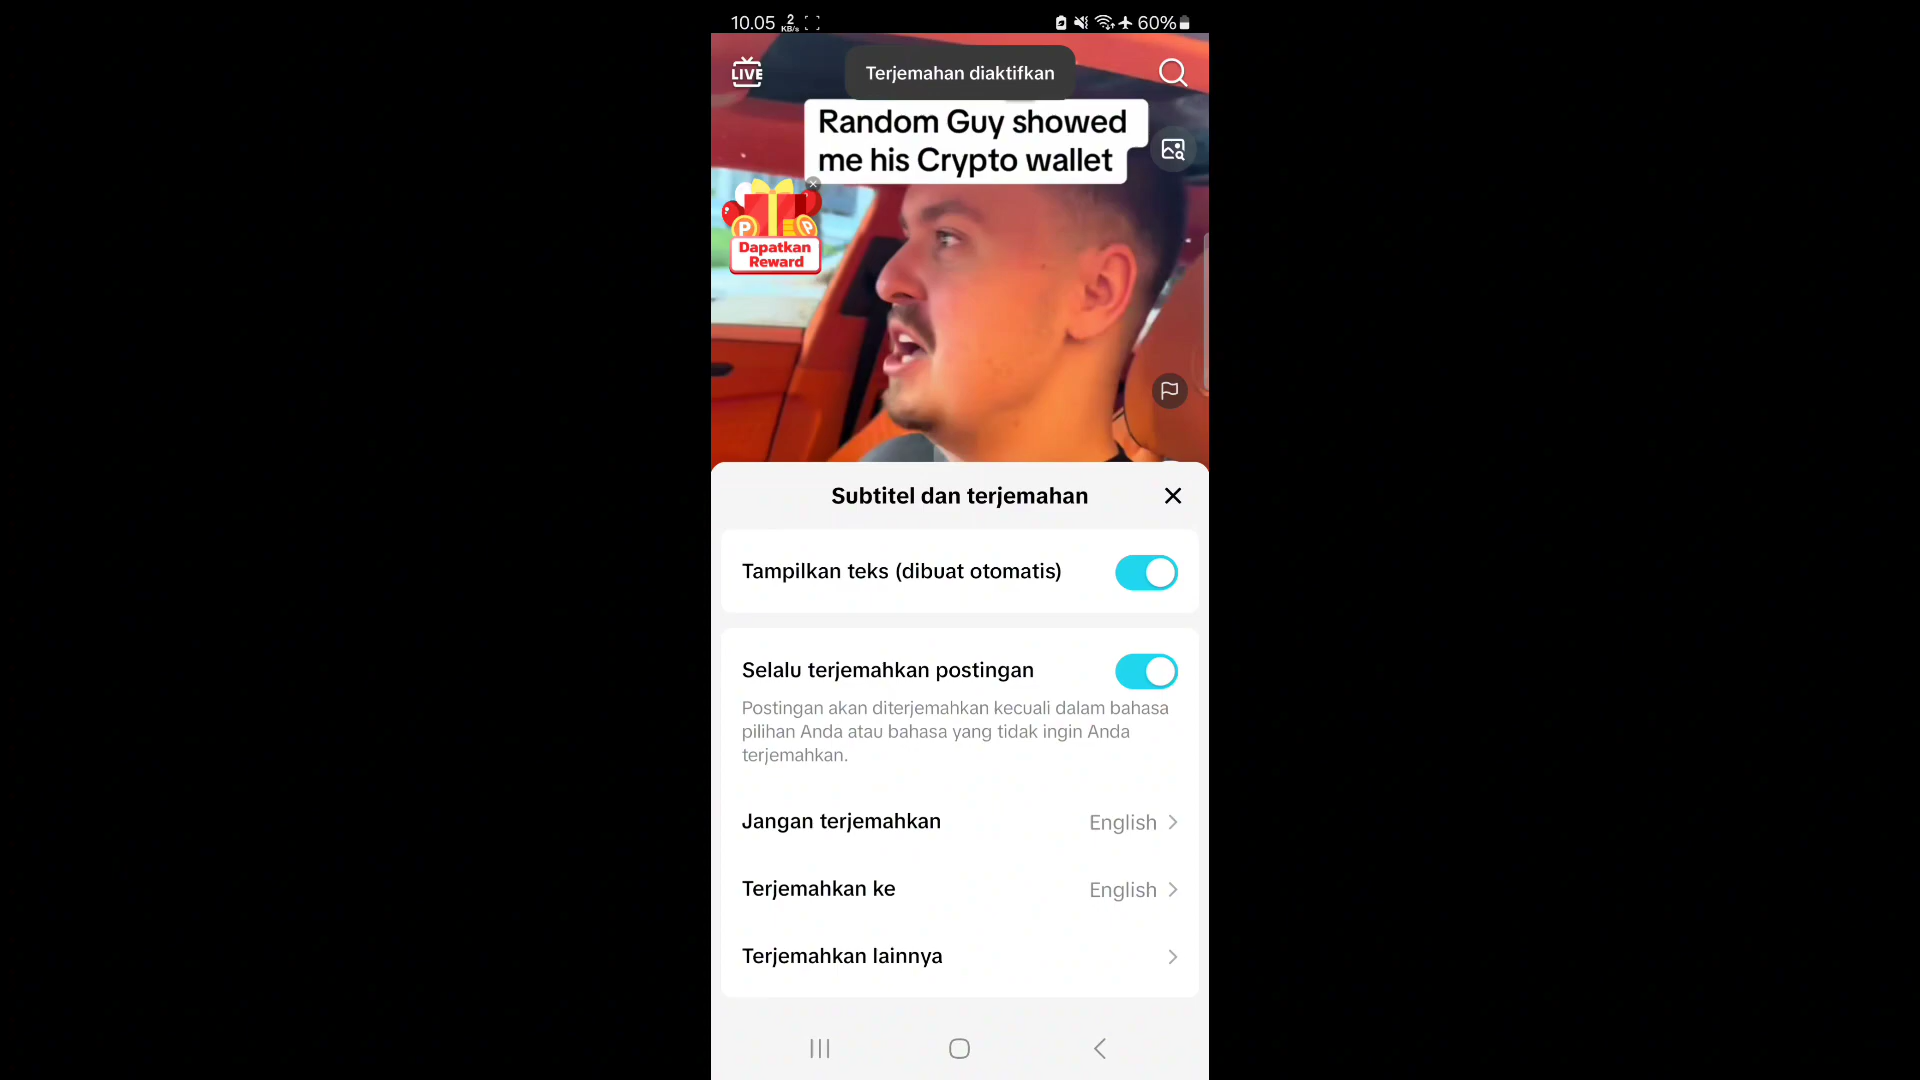 10.05 2 KB/s 60%
LIVE
Terjemahan diaktifkan
Random Guy showed
me his Crypto wallet
P P
Dapatkan
Reward
Subtitel dan terjemahan
Tampilkan teks (dibuat otomatis)
Selalu terjemahkan postingan
Postingan akan diterjemahkan kecuali dalam bahasa
pilihan Anda atau bahasa yang tidak ingin Anda
terjemahkan.
Jangan terjemahkan English
Terjemahkan ke English
Terjemahkan lainnya